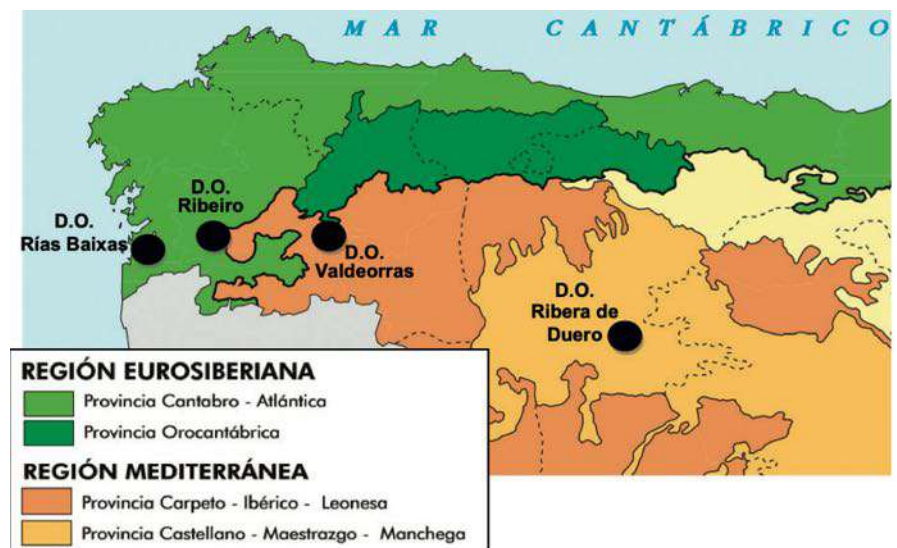 MAR CANTÁBRICO
D.O.
Rías Baixas
D.O.
Ribeiro
D.O.
Valdeorras
D.O.
Ribera de
Duero
REGIÓN EUROSIBERIANA
Provincia Cantabro - Atlántica
Provincia Orocantábrica
REGIÓN MEDITERRÁNEA
Provincia Carpeto - Ibérico - Leonesa
Provincia Castellano - Maestrazgo - Manchega